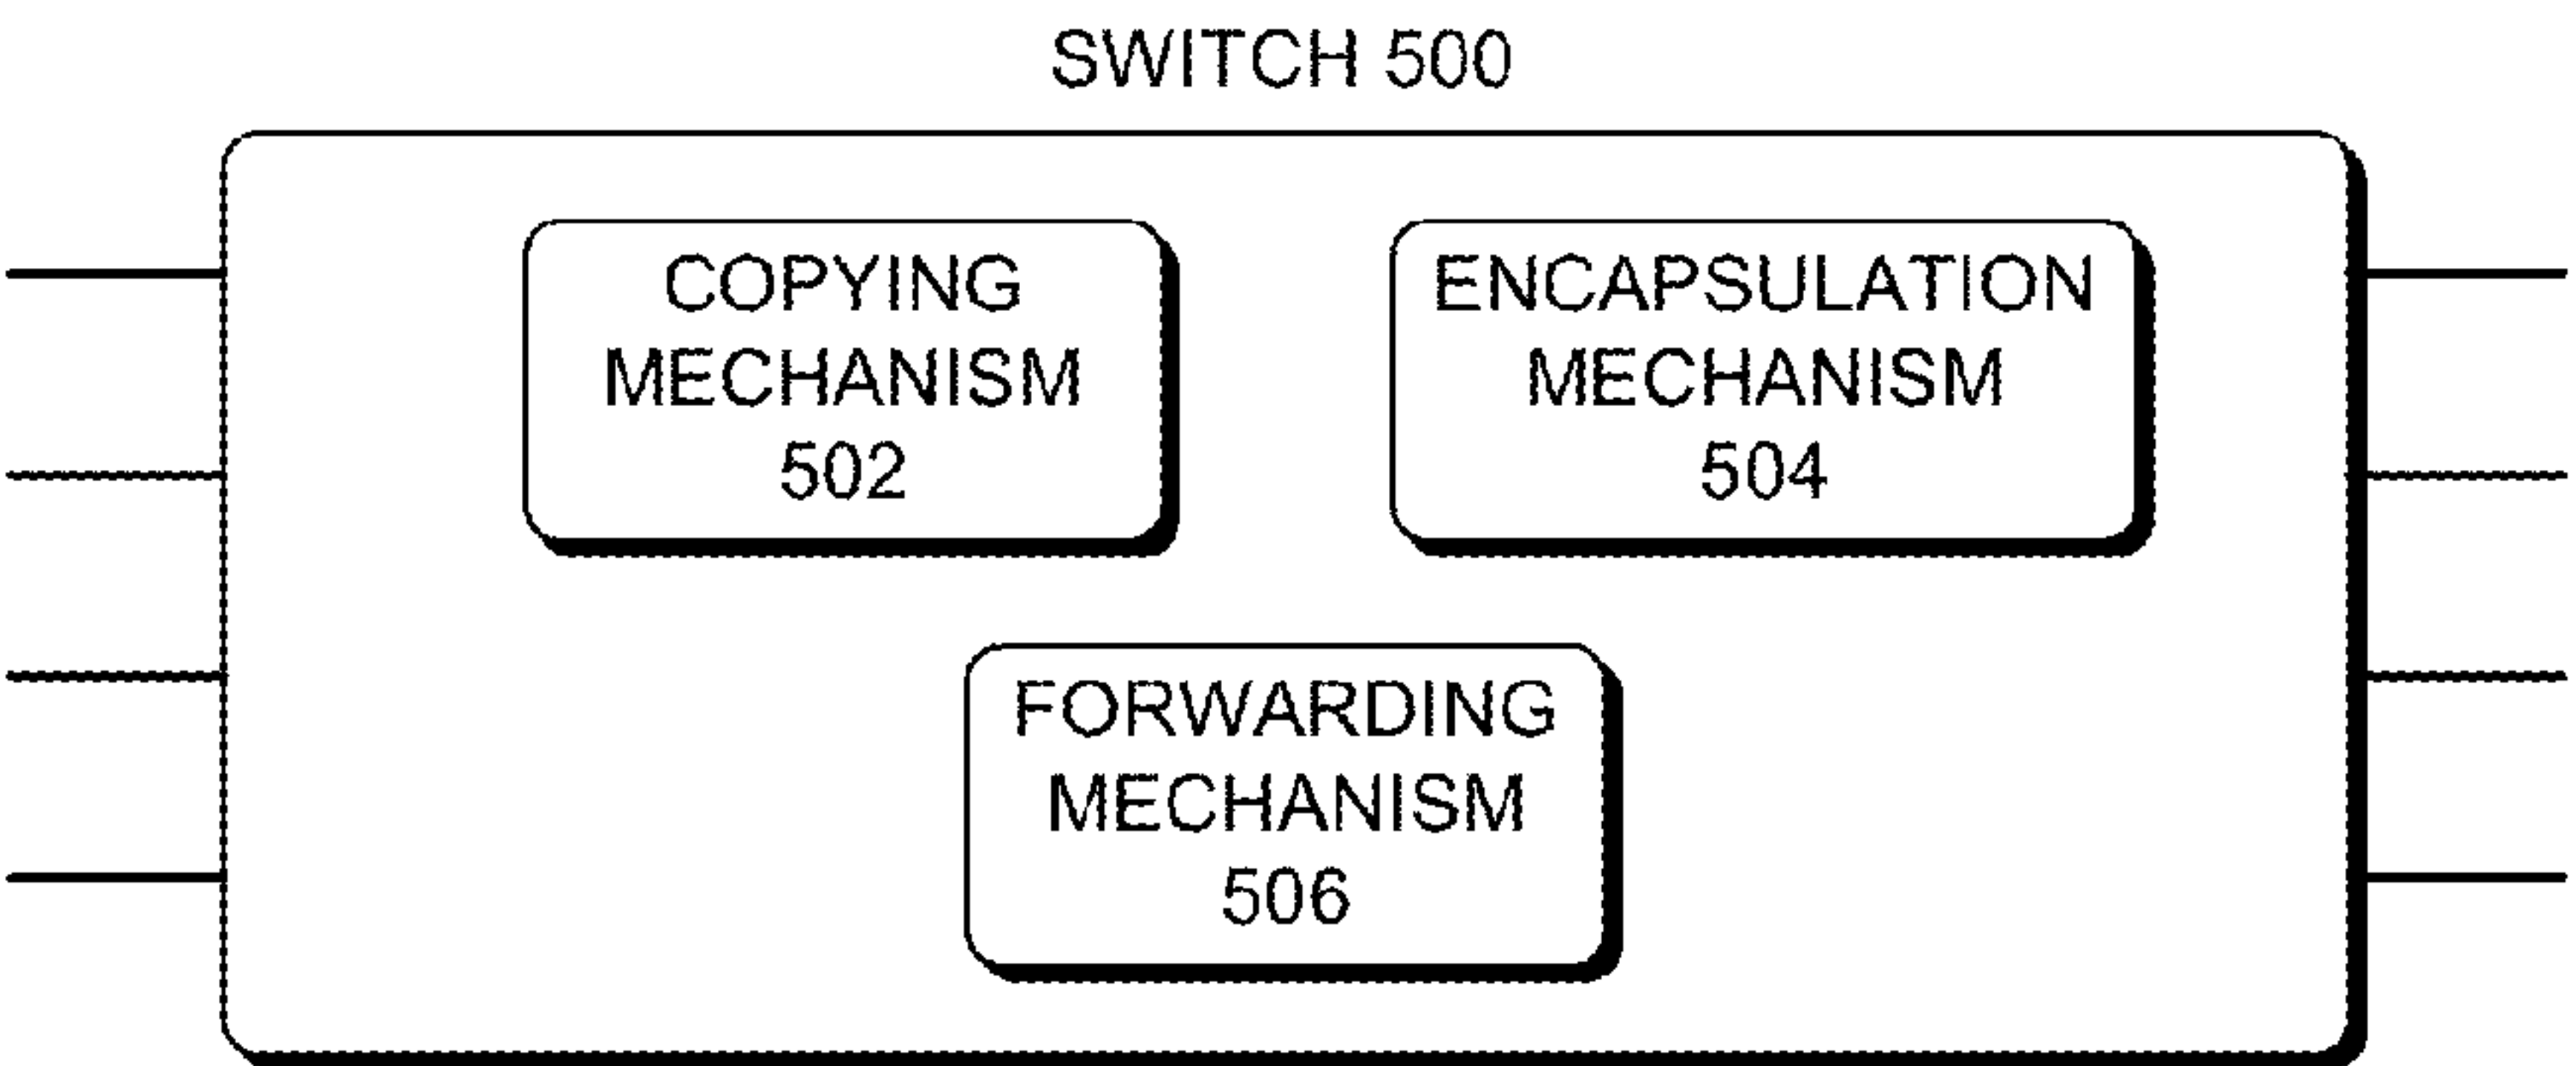 SWITCH 500
COPYING
MECHANISM
502
ENCAPSULATION
MECHANISM
504
FORWARDING
MECHANISM
506